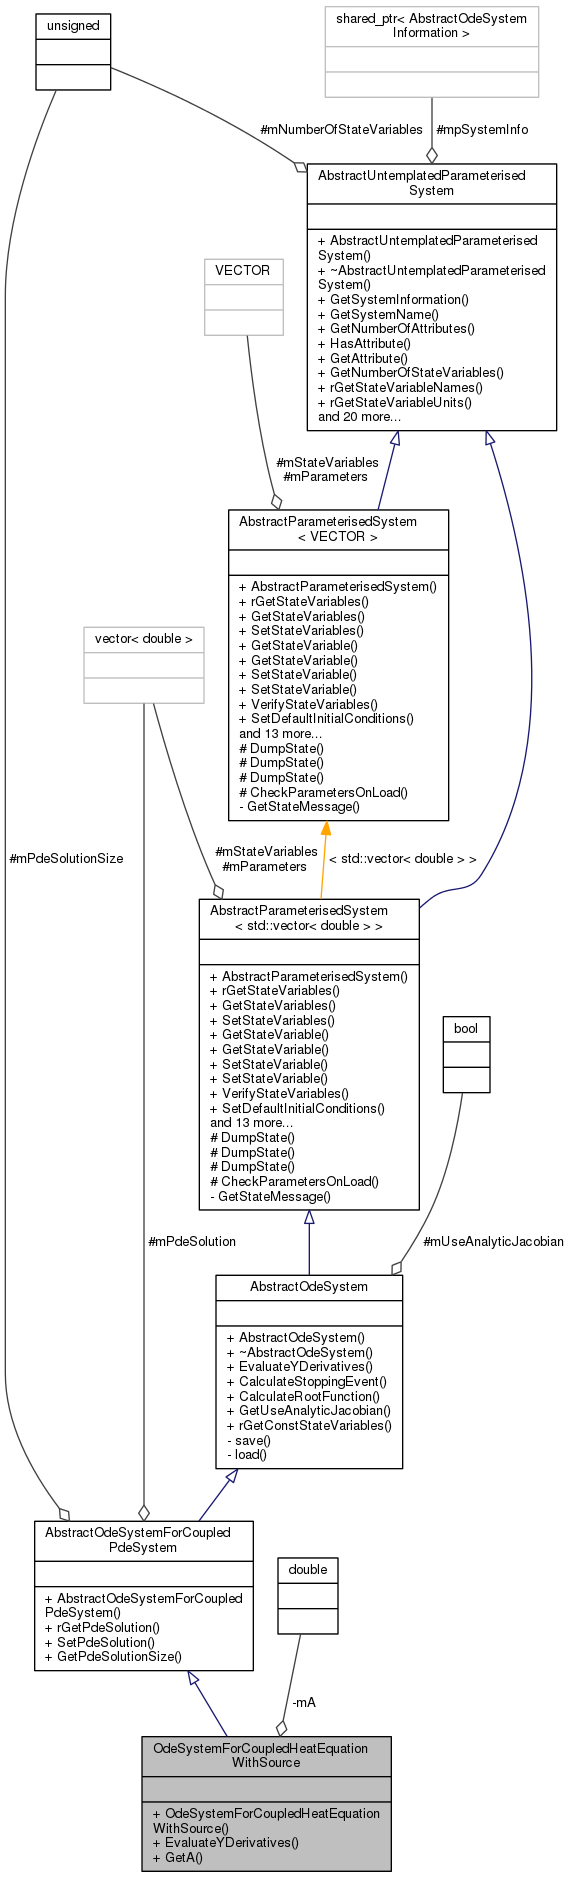 unsigned
shared_ptr< AbstractOdeSystem
Information >
#mNumberOfStateVariables
#mpSystemInfo
AbstractUntemplatedParameterised
System
+ AbstractUntemplatedParameterised
System()
+ ~AbstractUntemplatedParameterised
System()
+ GetSystemInformation()
+ GetSystemName()
+ GetNumberOfAttributes()
+ HasAttribute()
+ GetAttribute()
+ GetNumberOfStateVariables()
+ rGetStateVariableNames()
+ rGetStateVariableUnits()
and 20 more...
VECTOR
#mStateVariables
#mParameters
AbstractParameterisedSystem
< VECTOR >
+ AbstractParameterisedSystem()
+ rGetStateVariables()
+ GetStateVariables()
+ SetStateVariables()
+ GetStateVariable()
+ GetStateVariable()
+ SetStateVariable()
+ SetStateVariable()
+ VerifyStateVariables()
+ SetDefaultInitialConditions()
and 13 more...
# DumpState()
# DumpState()
# DumpState()
# CheckParametersOnLoad()
- GetStateMessage()
vector< double >
#mPdeSolutionSize
#mStateVariables
#mParameters
< std::vector< double > >
AbstractParameterisedSystem
< std::vector< double > >
+ AbstractParameterisedSystem()
+ rGetStateVariables()
+ GetStateVariables()
+ SetStateVariables()
+ GetStateVariable()
+ GetStateVariable()
+ SetStateVariable()
+ SetStateVariable()
+ VerifyStateVariables()
+ SetDefaultInitialConditions()
and 13 more...
# DumpState()
# DumpState()
# DumpState()
# CheckParametersOnLoad()
- GetStateMessage()
bool
#mPdeSolution
#mUseAnalyticJacobian
AbstractOdeSystem
+ AbstractOdeSystem()
+ ~AbstractOdeSystem()
+ EvaluateYDerivatives()
+ CalculateStoppingEvent()
+ CalculateRootFunction()
+ GetUseAnalyticJacobian()
+ rGetConstStateVariables()
- save()
- load()
AbstractOdeSystemForCoupled
PdeSystem
+ AbstractOdeSystemForCoupled
PdeSystem()
+ rGetPdeSolution()
+ SetPdeSolution()
+ GetPdeSolutionSize()
double
-mA
OdeSystemForCoupledHeatEquation
WithSource
+ OdeSystemForCoupledHeatEquation
WithSource()
+ EvaluateYDerivatives()
+ GetA()